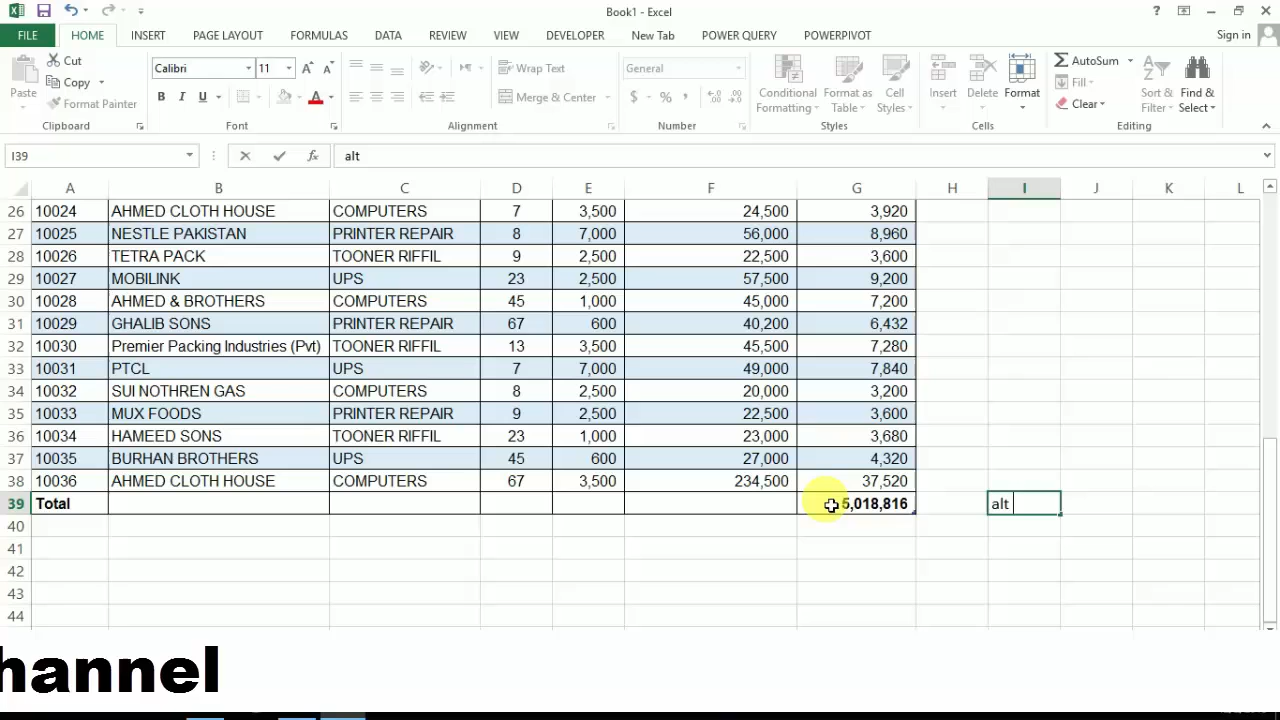 Book1 - Excel
?
FILE HOME INSERT PAGE LAYOUT FORMULAS DATA REVIEW VIEW DEVELOPER New Tab POWER QUERY POWERPIVOT Sign in
Paste Cut Copy Format Painter Clipboard
Calibri 11 B I U A Font
Wrap Text Merge & Center Alignment
General $ % , Number
Conditional Formatting Format as Table Cell Styles Styles
Insert Delete Format Cells
AutoSum Fill Clear Sort & Filter Find & Select Editing
I39 fx alt
A B C D E F G H I J K L
26 10024 AHMED CLOTH HOUSE COMPUTERS 7 3,500 24,500 3,920
27 10025 NESTLE PAKISTAN PRINTER REPAIR 8 7,000 56,000 8,960
28 10026 TETRA PACK TOONER RIFFIL 9 2,500 22,500 3,600
29 10027 MOBILINK UPS 23 2,500 57,500 9,200
30 10028 AHMED & BROTHERS COMPUTERS 45 1,000 45,000 7,200
31 10029 GHALIB SONS PRINTER REPAIR 67 600 40,200 6,432
32 10030 Premier Packing Industries (Pvt) TOONER RIFFIL 13 3,500 45,500 7,280
33 10031 PTCL UPS 7 7,000 49,000 7,840
34 10032 SUI NOTHREN GAS COMPUTERS 8 2,500 20,000 3,200
35 10033 MUX FOODS PRINTER REPAIR 9 2,500 22,500 3,600
36 10034 HAMEED SONS TOONER RIFFIL 23 1,000 23,000 3,680
37 10035 BURHAN BROTHERS UPS 45 600 27,000 4,320
38 10036 AHMED CLOTH HOUSE COMPUTERS 67 3,500 234,500 37,520
39 Total 5,018,816 alt
40
41
42
43
44
hannel